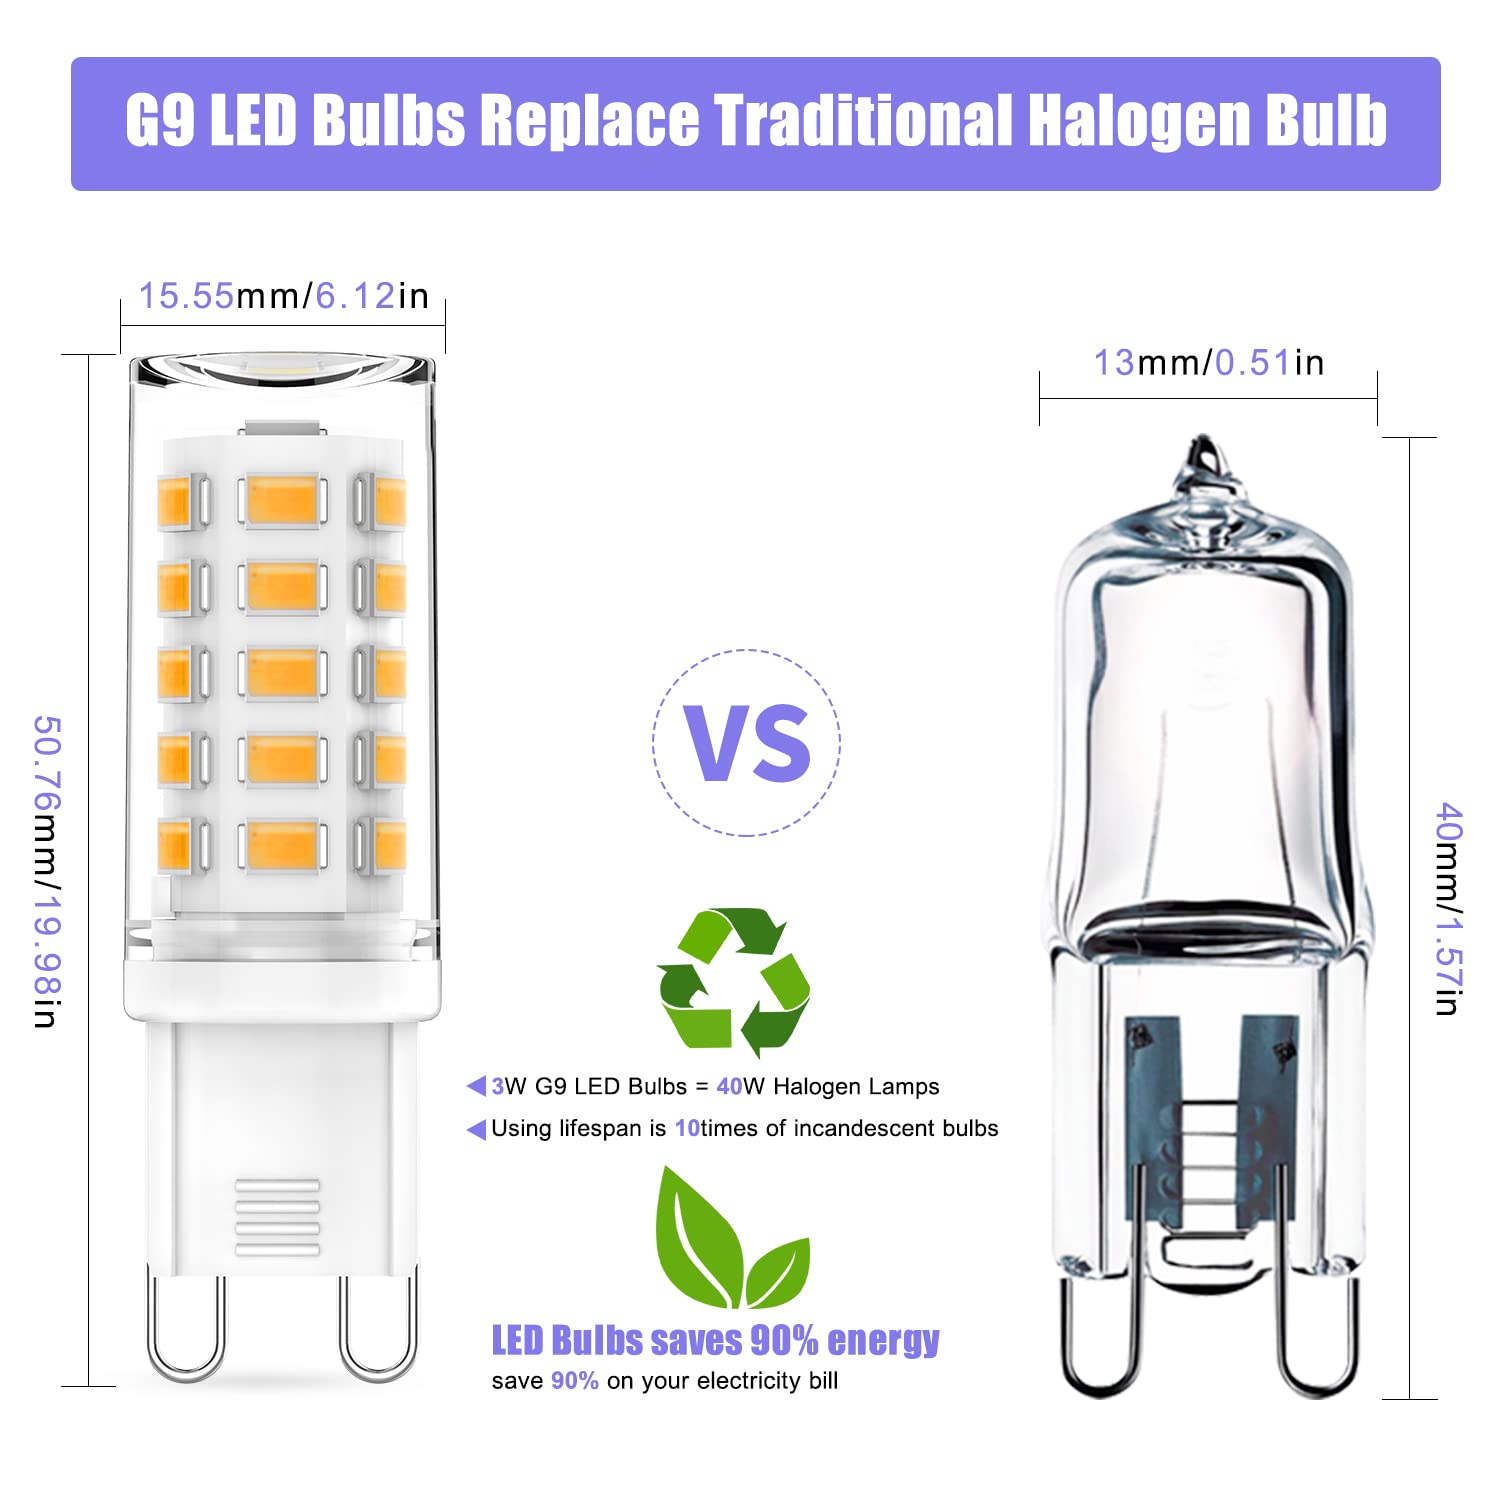 G9 LED Bulbs Replace Traditional Halogen Bulb
15.55mm/6.12in
13mm/0.51in
50.76mm/19.98in
VS
40mm/1.57in
3W G9 LED Bulbs = 40W Halogen Lamps
Using lifespan is 10times of incandescent bulbs
LED Bulbs saves 90% energy
save 90% on your electricity bill